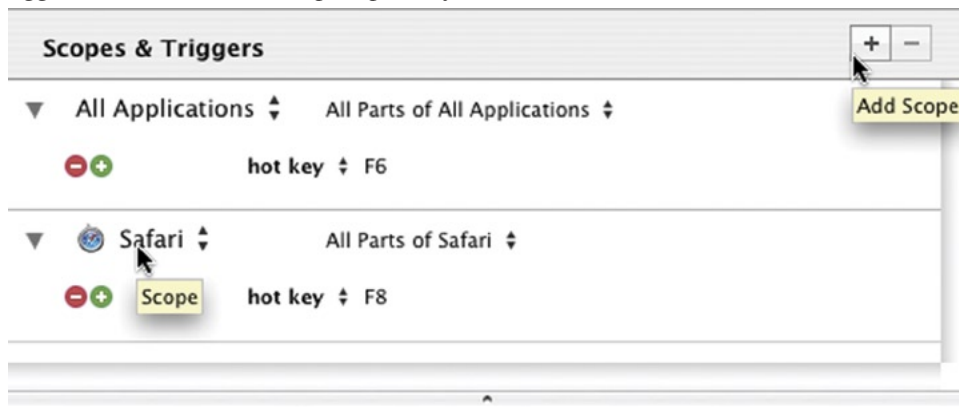 Scopes & Triggers + −
Add Scope
All Applications All Parts of All Applications
hot key F6
Safari All Parts of Safari
Scope
hot key F8